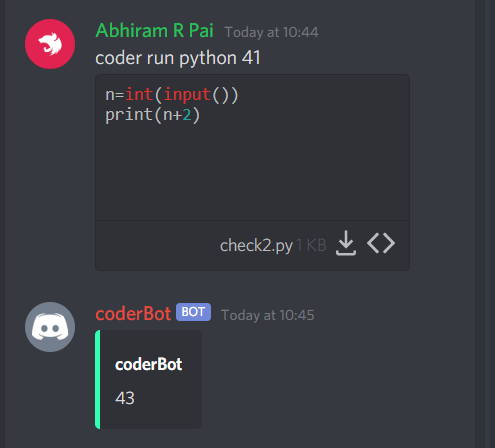 Abhiram R Pai Today at 10:44
coder run python 41
n=int(input())
print(n+2)
check2.py 1 KB
coderBot BOT Today at 10:45
coderBot
43